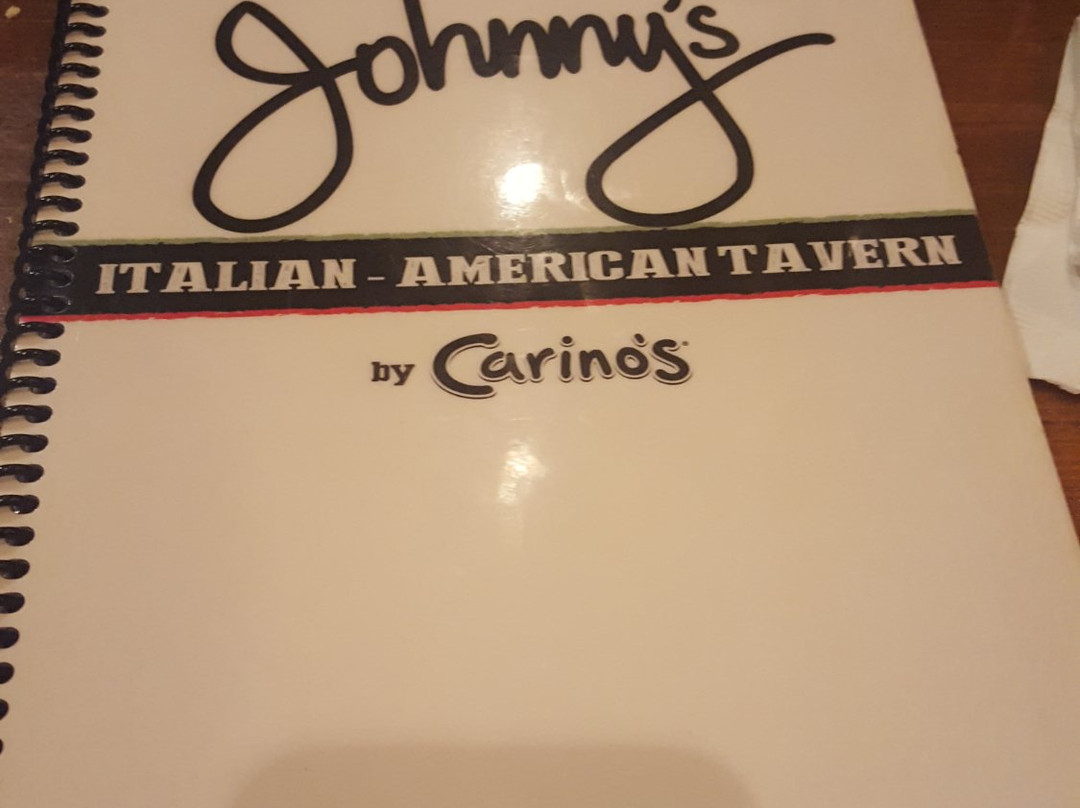 Johnny's
ITALIAN - AMERICAN TAVERN
by Carino's